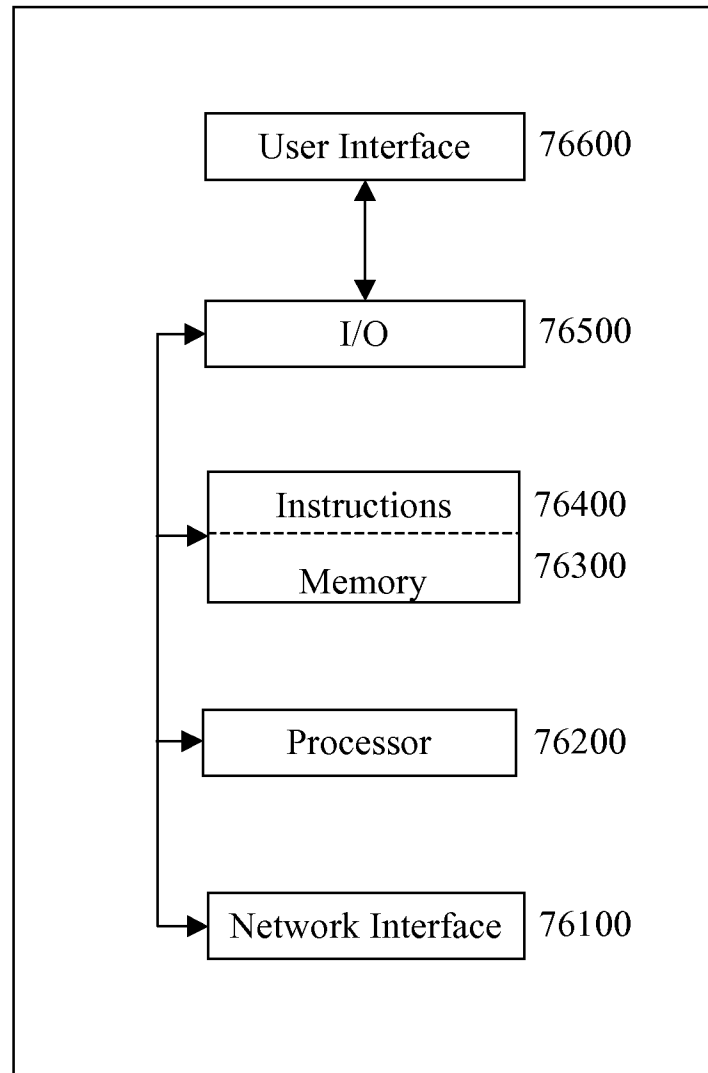 User Interface 76600
I/O 76500
Instructions 76400
Memory 76300
Processor 76200
Network Interface 76100